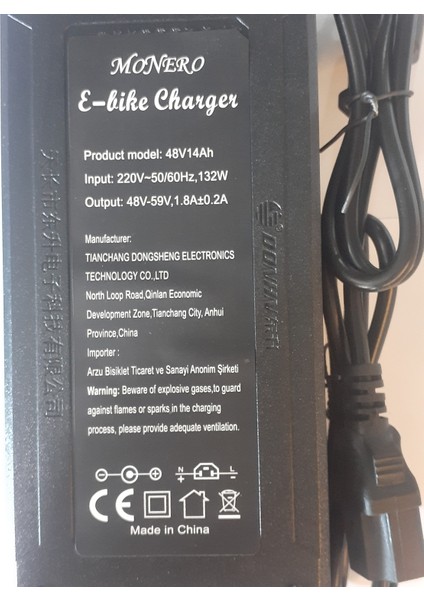 MONERO
E-bike Charger
Product model: 48V14Ah
Input: 220V~50/60Hz,132W
Output: 48V-59V,1.8A±0.2A
Manufacturer:
TIANCHANG DONGSHENG ELECTRONICS
TECHNOLOGY CO.,LTD
North Loop Road,Qinlan Economic
Development Zone,Tianchang City, Anhui
Province,China
Importer :
Arzu Bisiklet Ticaret ve Sanayi Anonim Şirketi
Warning: Beware of explosive gases,to guard
against flames or sparks,in the charging
process, please provide adequate ventilation.
N L
CE
Made in China